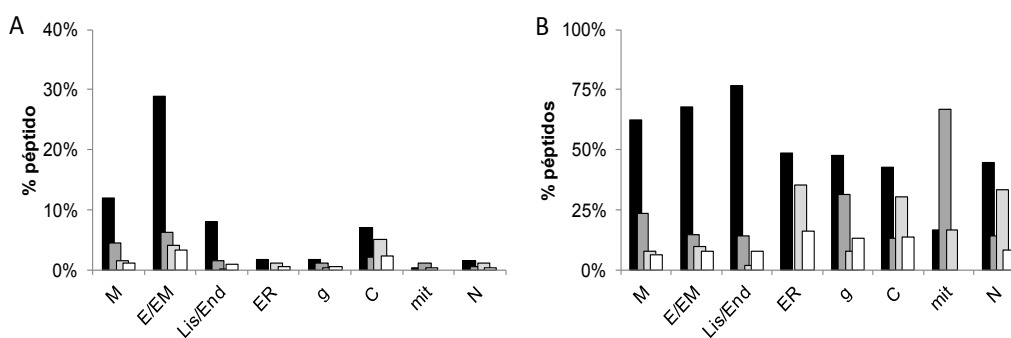 A
% péptido
40%
30%
20%
10%
0%
M
E/EM
Lis/End
ER
g
C
mit
N
B
% péptidos
100%
75%
50%
25%
0%
M
E/EM
Lis/End
ER
g
C
mit
N